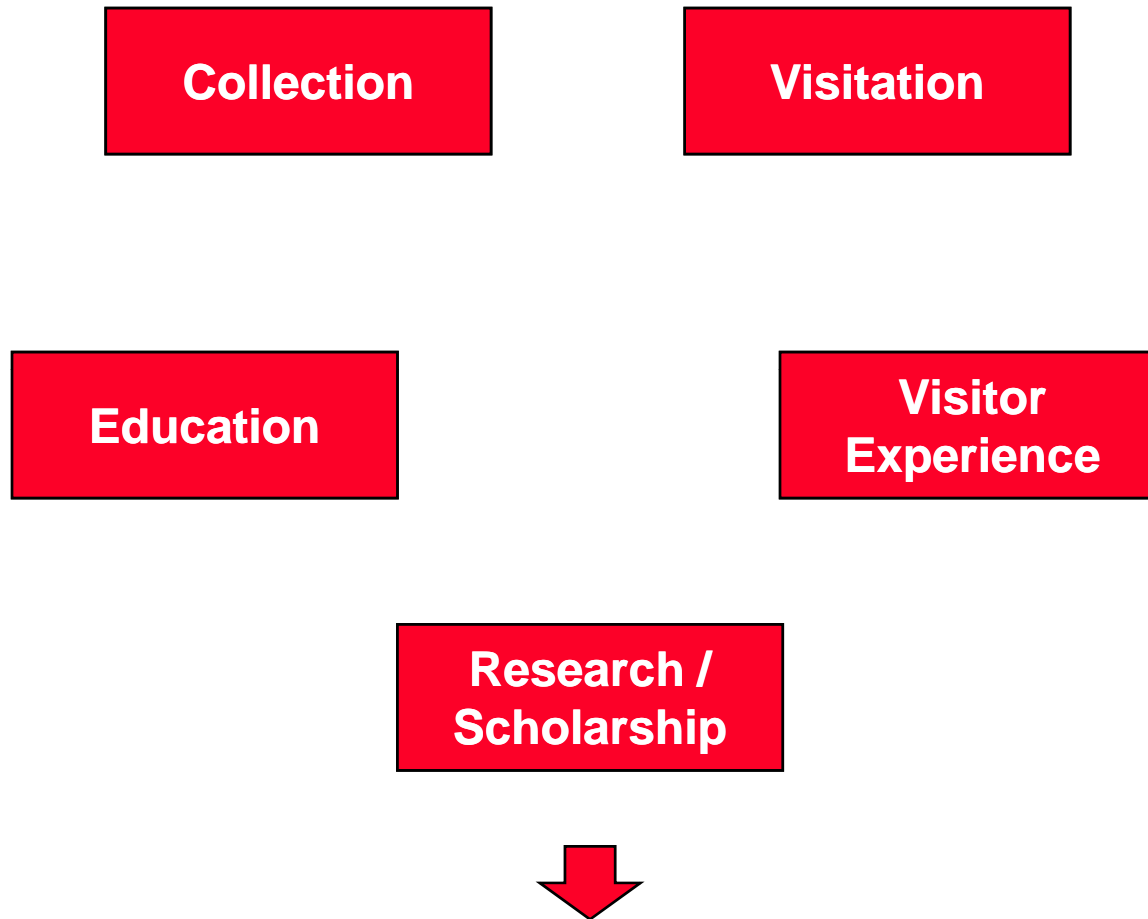 Collection
Visitation
Education
Visitor
Experience
Research /
Scholarship